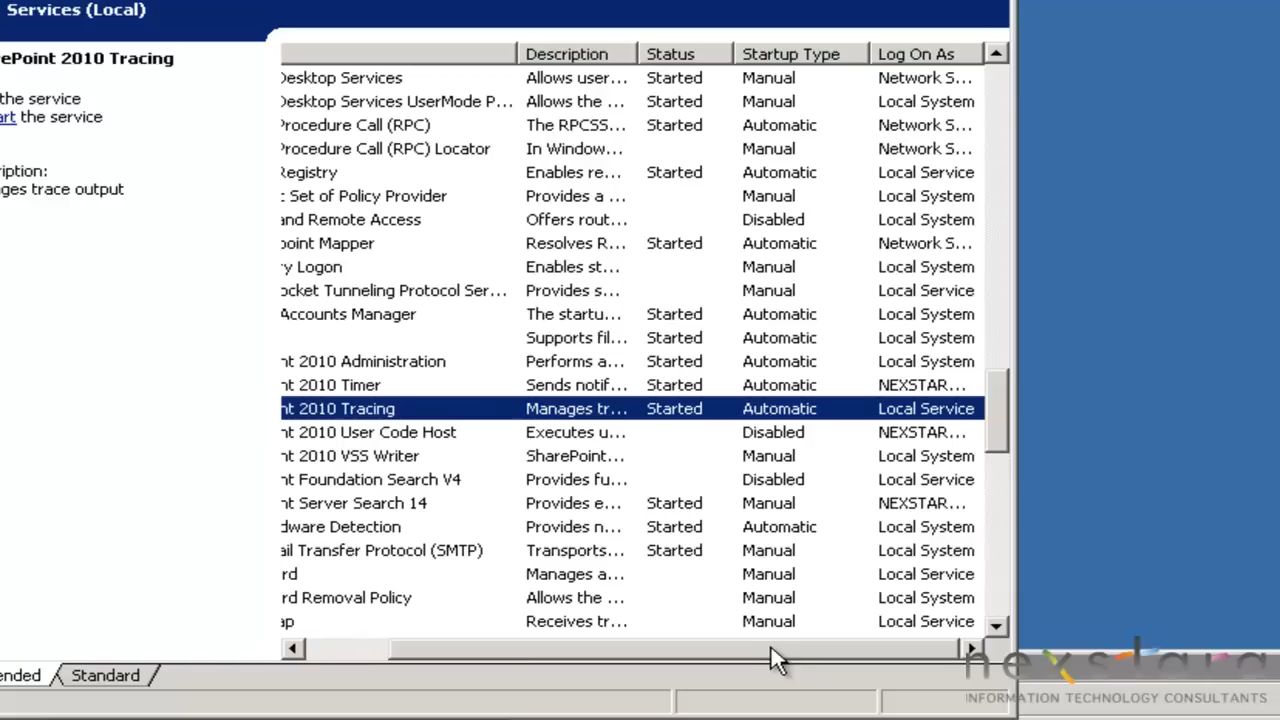 Services (Local)
ePoint 2010 Tracing
the service
art the service
ription:
ges trace output
Description Status Startup Type Log On As
Desktop Services Allows user... Started Manual Network S...
Desktop Services UserMode P... Allows the ... Started Manual Local System
Procedure Call (RPC) The RPCSS... Started Automatic Network S...
Procedure Call (RPC) Locator In Window... Manual Network S...
Registry Enables re... Started Automatic Local Service
t Set of Policy Provider Provides a ... Manual Local System
and Remote Access Offers rout... Disabled Local System
point Mapper Resolves R... Started Automatic Network S...
ry Logon Enables st... Manual Local System
ocket Tunneling Protocol Ser... Provides s... Manual Local Service
Accounts Manager The startu... Started Automatic Local System
Supports fil... Started Automatic Local System
nt 2010 Administration Performs a... Started Automatic Local System
nt 2010 Timer Sends notif... Started Automatic NEXSTAR...
nt 2010 Tracing Manages tr... Started Automatic Local Service
nt 2010 User Code Host Executes u... Disabled NEXSTAR...
nt 2010 VSS Writer SharePoint... Manual Local System
nt Foundation Search V4 Provides fu... Disabled Local Service
nt Server Search 14 Provides e... Started Manual NEXSTAR...
dware Detection Provides n... Started Automatic Local System
ail Transfer Protocol (SMTP) Transports... Started Manual Local System
rd Manages a... Manual Local Service
rd Removal Policy Allows the ... Manual Local System
ap Receives tr... Manual Local Service
ended Standard
nexstara
INFORMATION TECHNOLOGY CONSULTANTS